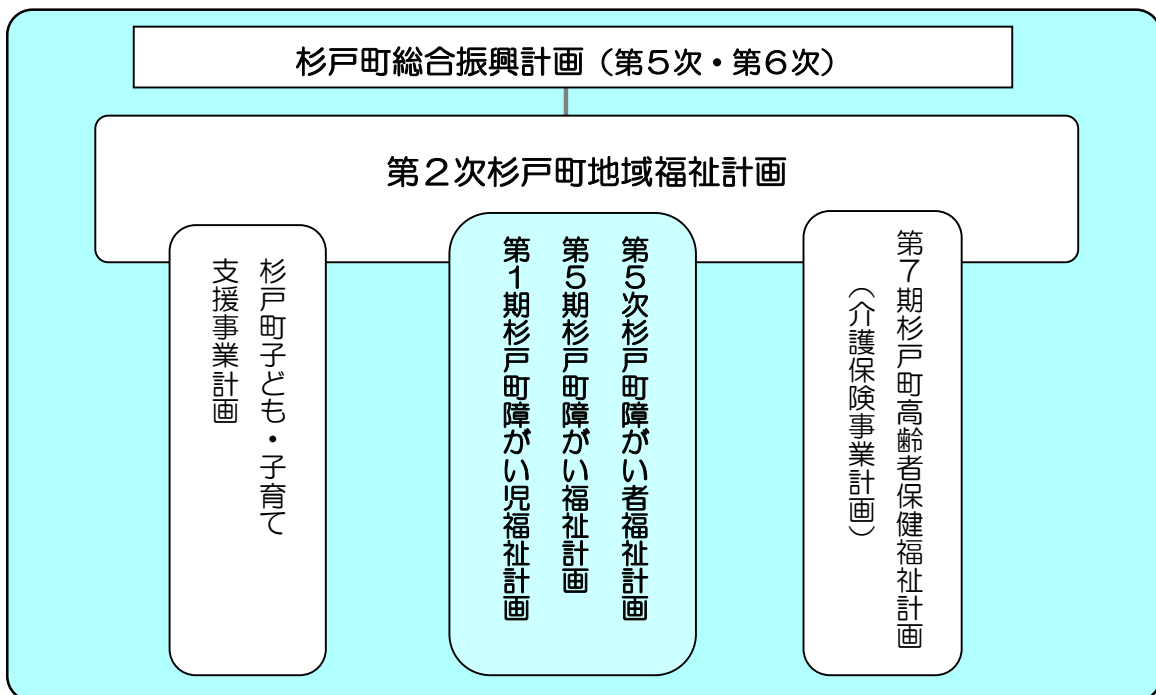 杉戸町総合振興計画（第５次・第６次）
第２次杉戸町地域福祉計画
第７期杉戸町高齢者保健福祉計画
（介護保険事業計画）
第５次杉戸町障がい者福祉計画
第５期杉戸町障がい福祉計画
第１期杉戸町障がい児福祉計画
杉戸町子ども・子育て
支援事業計画